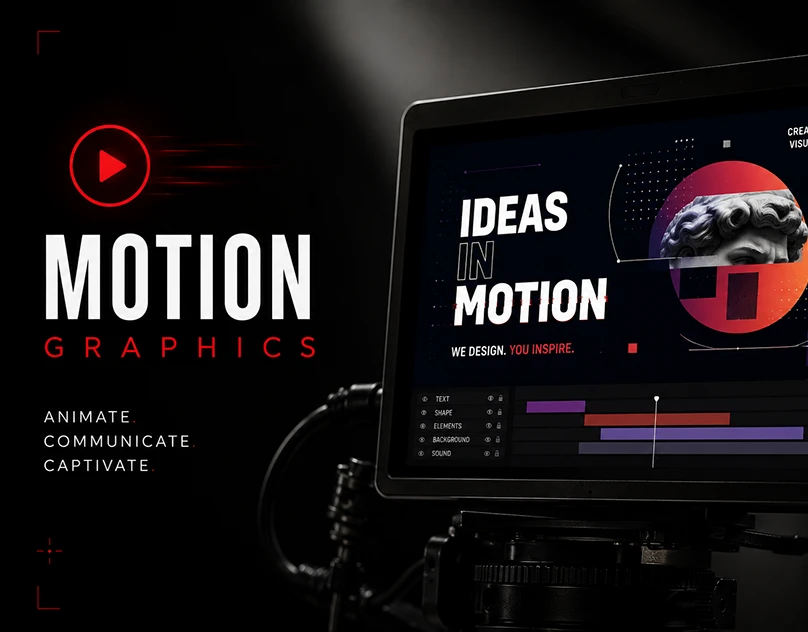 MOTION
GRAPHICS
ANIMATE.
COMMUNICATE.
CAPTIVATE.
IDEAS
IN
MOTION
WE DESIGN. YOU INSPIRE.
TEXT
SHAPE
ELEMENTS
BACKGROUND
SOUND